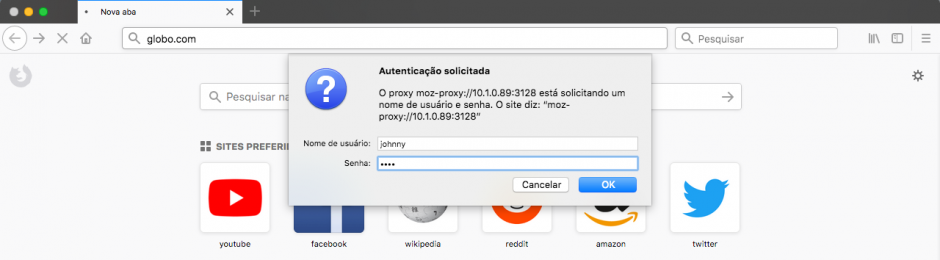 Nova aba
globo.com
Pesquisar
Autenticação solicitada
O proxy moz-proxy://10.1.0.89:3128 está solicitando um
nome de usuário e senha. O site diz: “moz-
proxy://10.1.0.89:3128”
Pesquisar na
Nome de usuário: johnny
Senha: ••••
SITES PREFERI
Cancelar OK
youtube facebook wikipedia reddit amazon twitter